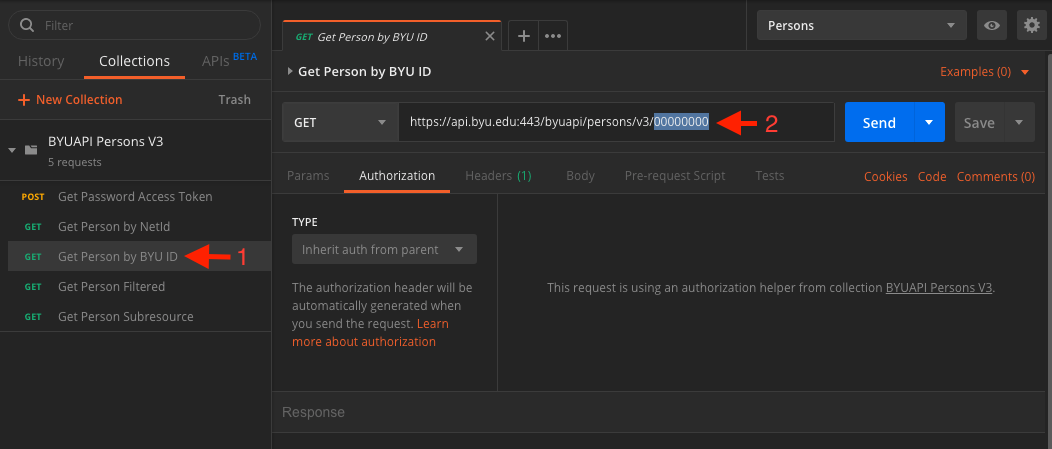 Filter
History
Collections
APIs BETA
+ New Collection
Trash
BYUAPI Persons V3
5 requests
POST Get Password Access Token
GET Get Person by NetId
GET Get Person by BYU ID
1
GET Get Person Filtered
GET Get Person Subresource
GET Get Person by BYU ID
Persons
Get Person by BYU ID
Examples (0)
GET
https://api.byu.edu:443/byuapi/persons/v3/00000000
2
Send
Save
Params
Authorization
Headers (1)
Body
Pre-request Script
Tests
Cookies
Code
Comments (0)
TYPE
Inherit auth from parent
The authorization header will be
automatically generated when
you send the request. Learn
more about authorization
This request is using an authorization helper from collection BYUAPI Persons V3.
Response